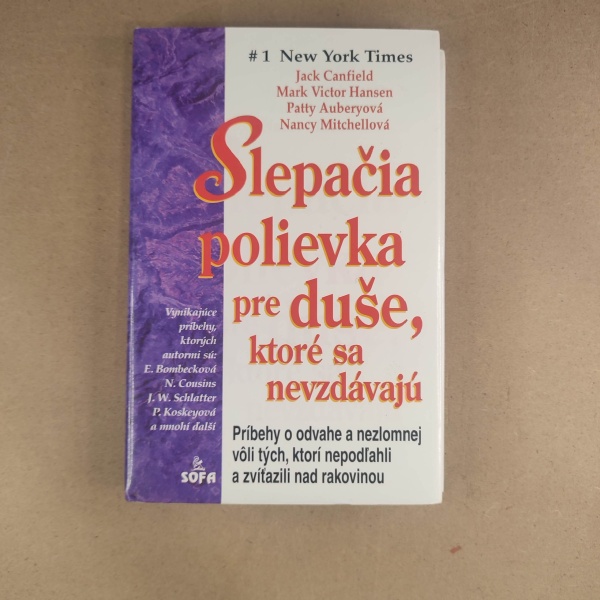 #1 New York Times
Jack Canfield
Mark Victor Hansen
Patty Auberyová
Nancy Mitchellová
Slepačia
polievka
pre duše,
ktoré sa
nevzdávajú
Vynikajúce
príbehy,
ktorých
autormi sú:
E. Bombecková
N. Cousins
J. W. Schlatter
P. Koskeyová
a mnohí ďalší
Príbehy o odvahe a nezlomnej
vôli tých, ktorí nepodľahli
a zvíťazili nad rakovinou
SOFA